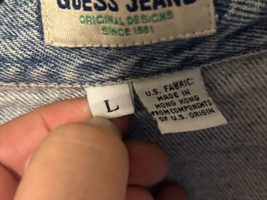 GUESS JEANS
ORIGINAL DESIGNS
SINCE 1981
L
U.S. FABRIC:
MADE IN
HONG KONG
FROM COMPONENTS
OF U.S. ORIGIN